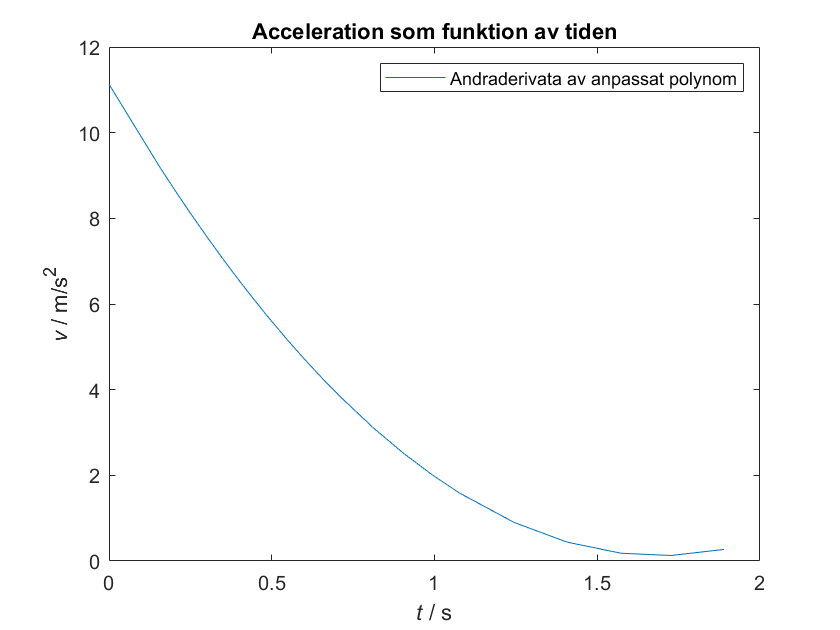 Acceleration som funktion av tiden
Andraderivata av anpassat polynom
12
10
8
6
4
2
0
v / m/s²
0 0.5 1 1.5 2
t / s